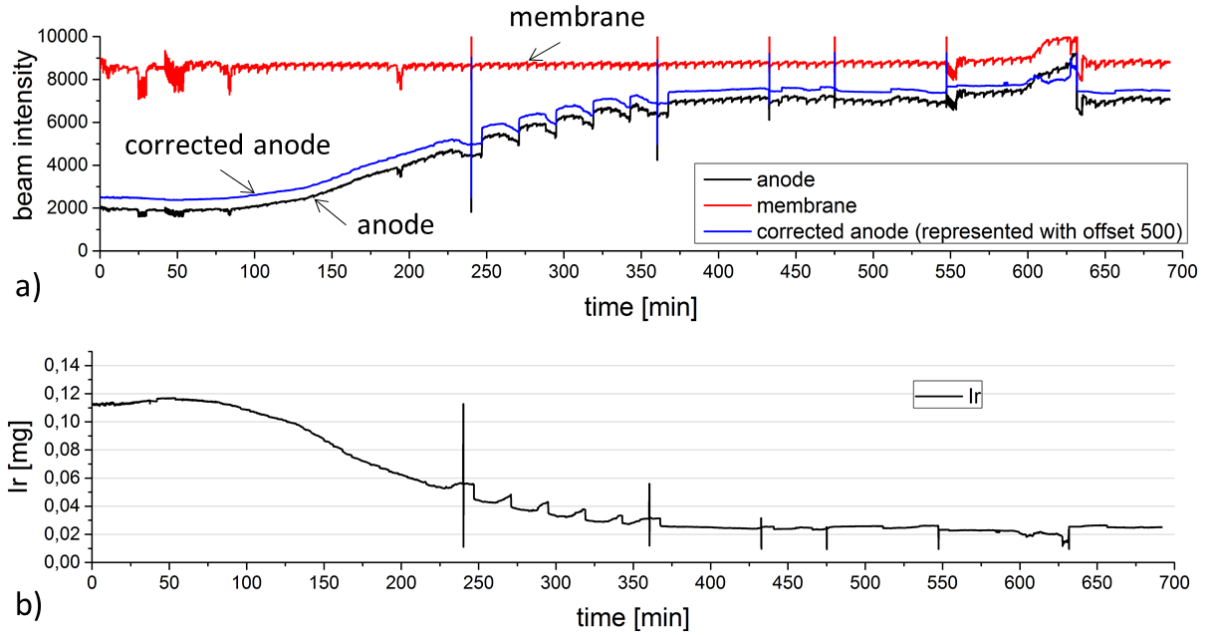 membrane
10000
8000
6000
4000
2000
0
beam intensity
corrected anode
anode
anode
membrane
corrected anode (represented with offset 500)
0 50 100 150 200 250 300 350 400 450 500 550 600 650 700
a)
time [min]
0,14
0,12
0,10
0,08
0,06
0,04
0,02
0,00
Ir [mg]
Ir
0 50 100 150 200 250 300 350 400 450 500 550 600 650 700
b)
time [min]